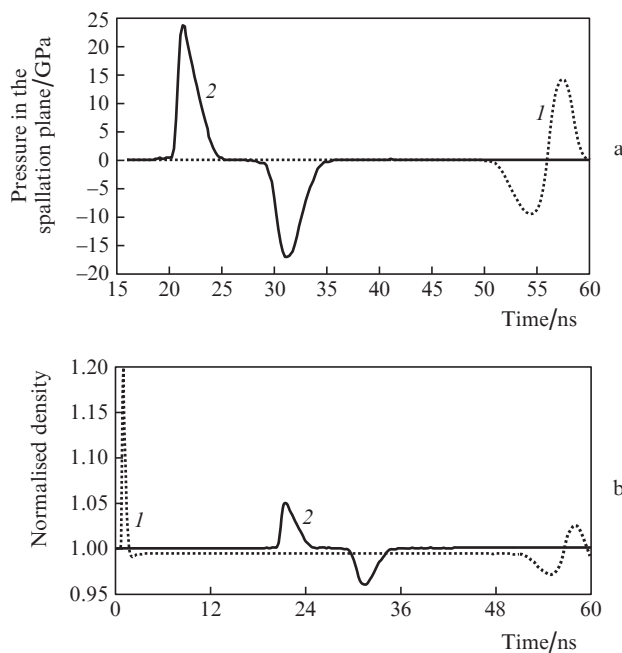 Pressure in the
spallation plane/GPa
25
20
15
10
5
0
–5
–10
–15
–20
2
1
a
15 20 25 30 35 40 45 50 55 60
Time/ns
Normalised density
1.20
1.15
1.10
1.05
1.00
0.95
1
2
b
0 12 24 36 48 60
Time/ns